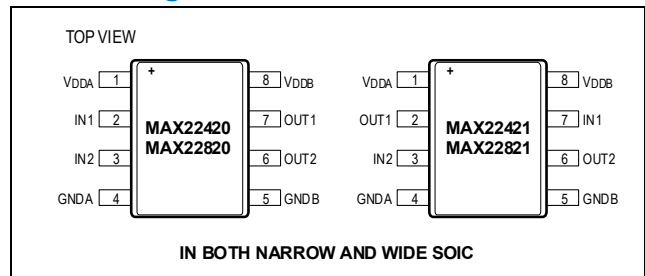 TOP VIEW
VDDA 1 + 8 VDDB
IN1 2 7 OUT1
MAX22420
MAX22820
IN2 3 6 OUT2
GNDA 4 5 GNDB
VDDA 1 + 8 VDDB
OUT1 2 7 IN1
MAX22421
MAX22821
IN2 3 6 OUT2
GNDA 4 5 GNDB
IN BOTH NARROW AND WIDE SOIC